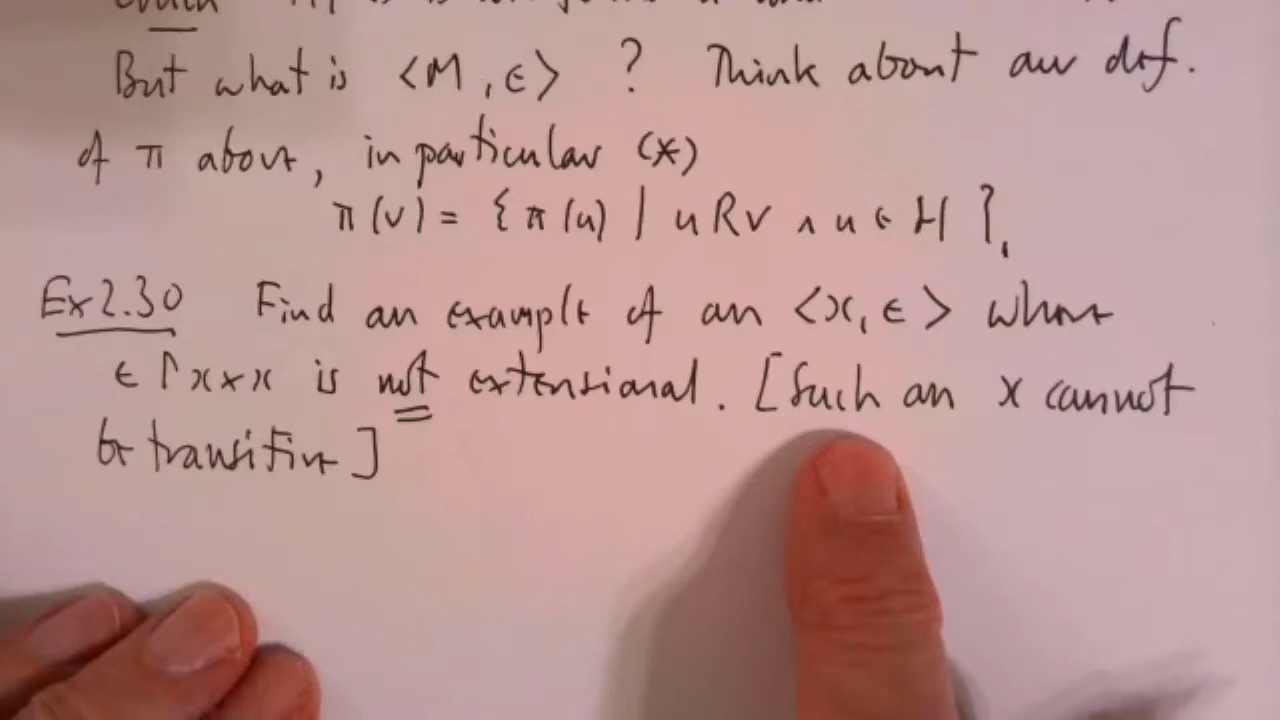 But what is ⟨M, ∈⟩ ? Think about our def.
of π above, in particular (*)
π(v) = { π(u) | u R v ∧ u ∈ H }.
Ex 2.30 Find an example of an ⟨x, ∈⟩ where
∈ ↾ x × x is not extensional. [Such an x cannot
be transitive]